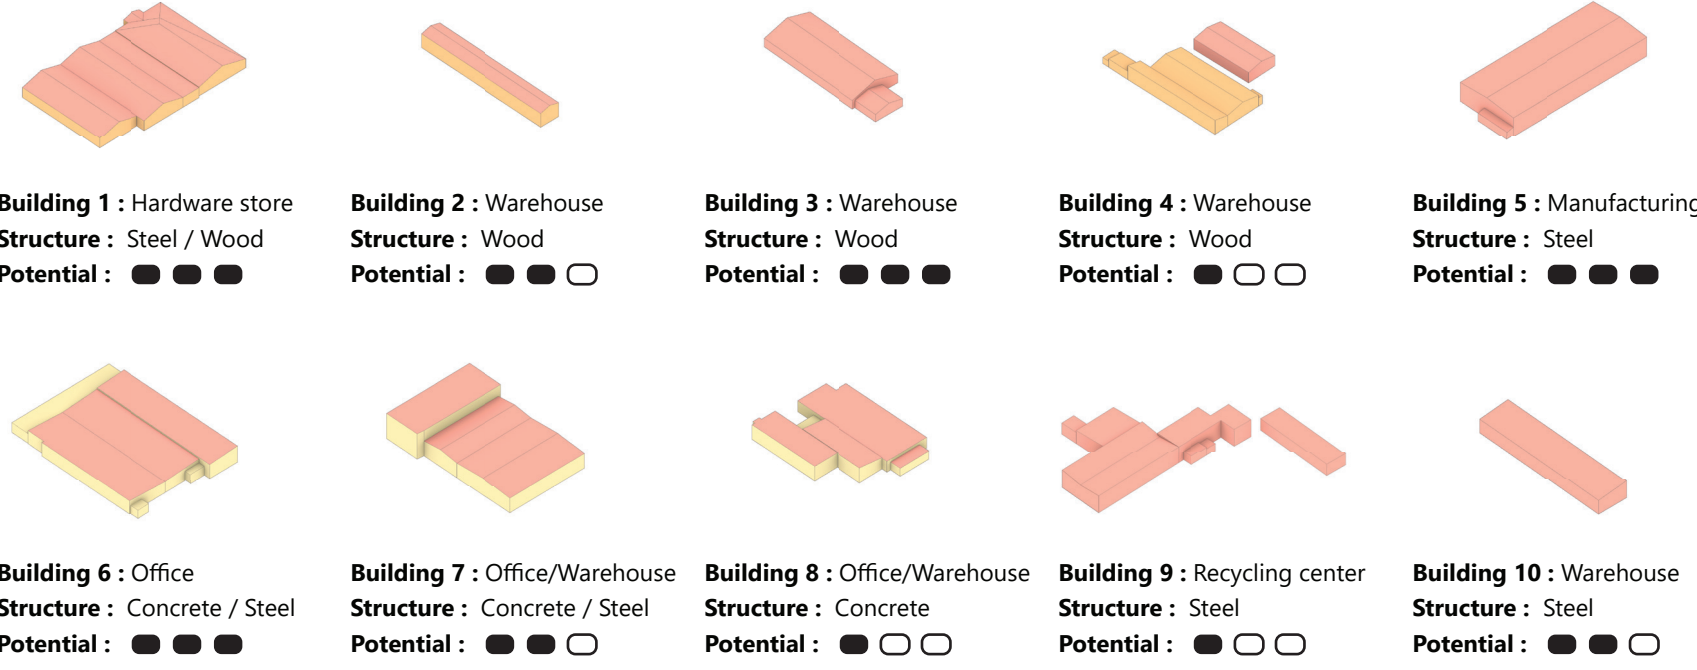 Building 1 : Hardware store
Structure : Steel / Wood
Potential :
Building 2 : Warehouse
Structure : Wood
Potential :
Building 3 : Warehouse
Structure : Wood
Potential :
Building 4 : Warehouse
Structure : Wood
Potential :
Building 5 : Manufacturing
Structure : Steel
Potential :
Building 6 : Office
Structure : Concrete / Steel
Potential :
Building 7 : Office/Warehouse
Structure : Concrete / Steel
Potential :
Building 8 : Office/Warehouse
Structure : Concrete
Potential :
Building 9 : Recycling center
Structure : Steel
Potential :
Building 10 : Warehouse
Structure : Steel
Potential :